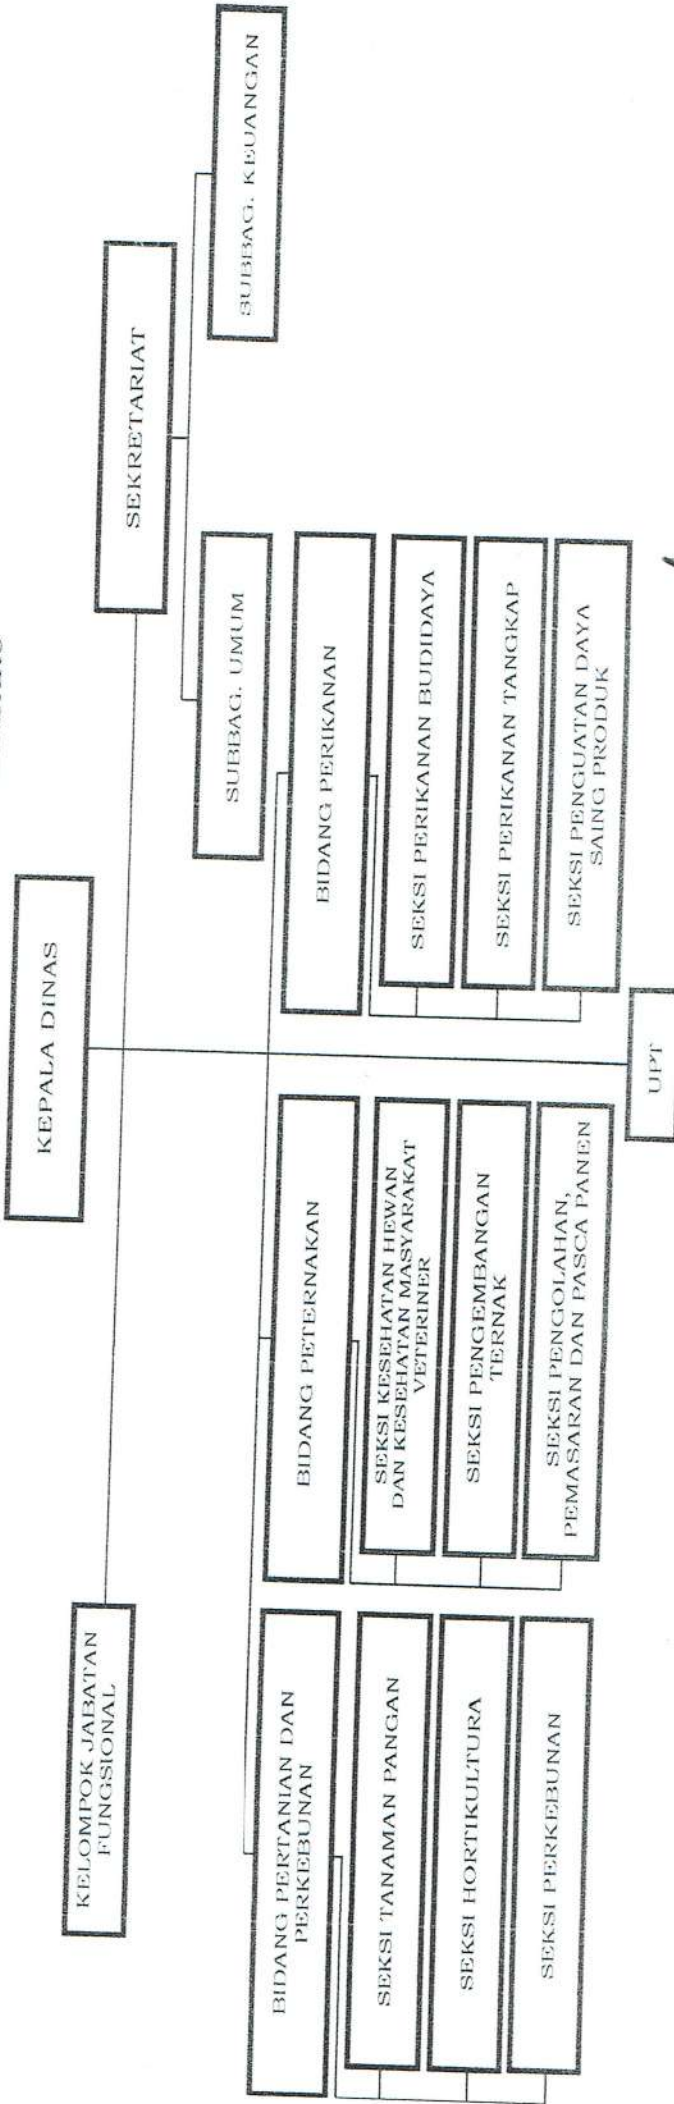 KEPALA DINAS
KELOMPOK JABATAN
FUNGSIONAL
SEKRETARIAT
SUBBAG. UMUM
SUBBAG. KEUANGAN
BIDANG PERTANIAN DAN
PERKEBUNAN
SEKSI TANAMAN PANGAN
SEKSI HORTIKULTURA
SEKSI PERKEBUNAN
BIDANG PETERNAKAN
SEKSI KESEHATAN HEWAN
DAN KESEHATAN MASYARAKAT
VETERINER
SEKSI PENGEMBANGAN
TERNAK
SEKSI PENGOLAHAN,
PEMASARAN DAN PASCA PANEN
BIDANG PERIKANAN
SEKSI PERIKANAN BUDIDAYA
SEKSI PERIKANAN TANGKAP
SEKSI PENGUATAN DAYA
SAING PRODUK
UPT